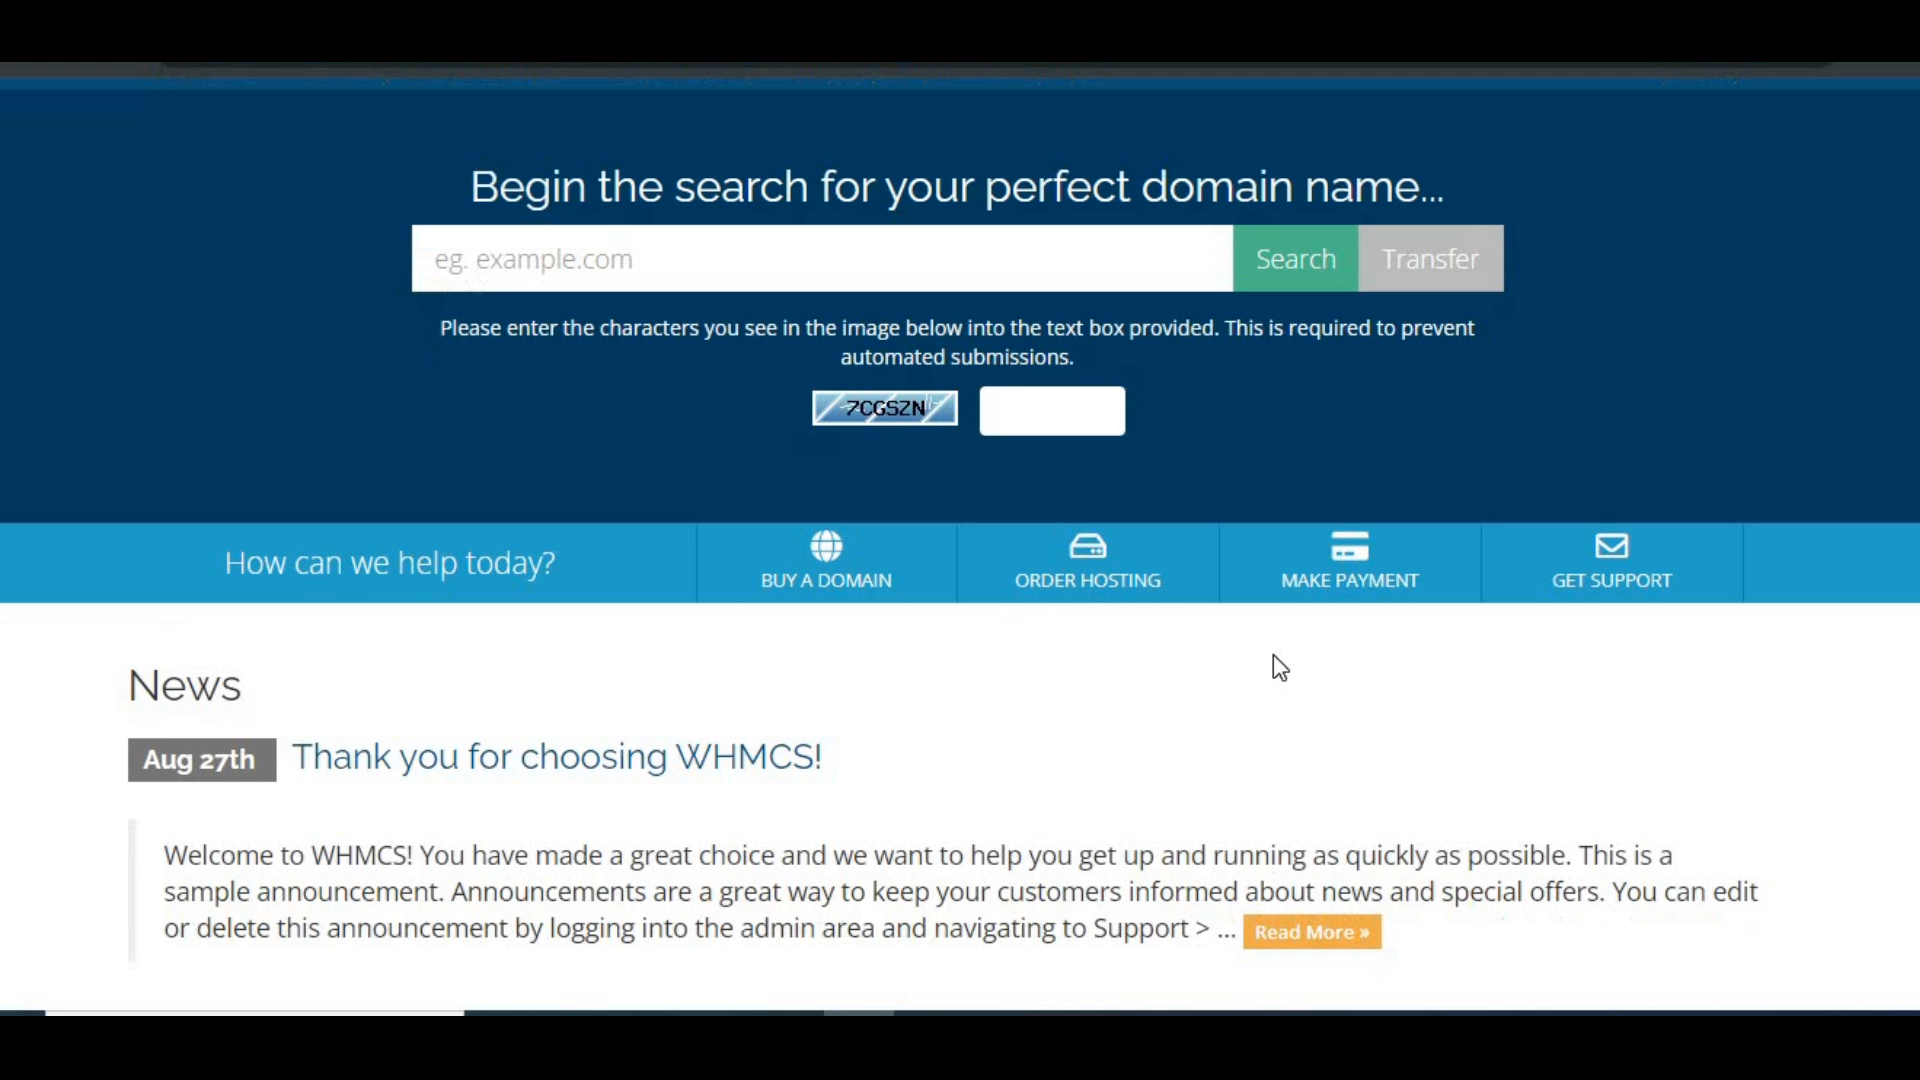 Begin the search for your perfect domain name...
eg. example.com
Search
Transfer
Please enter the characters you see in the image below into the text box provided. This is required to prevent
automated submissions.
7CGSZN
How can we help today?
BUY A DOMAIN
ORDER HOSTING
MAKE PAYMENT
GET SUPPORT
News
Aug 27th
Thank you for choosing WHMCS!
Welcome to WHMCS! You have made a great choice and we want to help you get up and running as quickly as possible. This is a
sample announcement. Announcements are a great way to keep your customers informed about news and special offers. You can edit
or delete this announcement by logging into the admin area and navigating to Support > ... Read More »